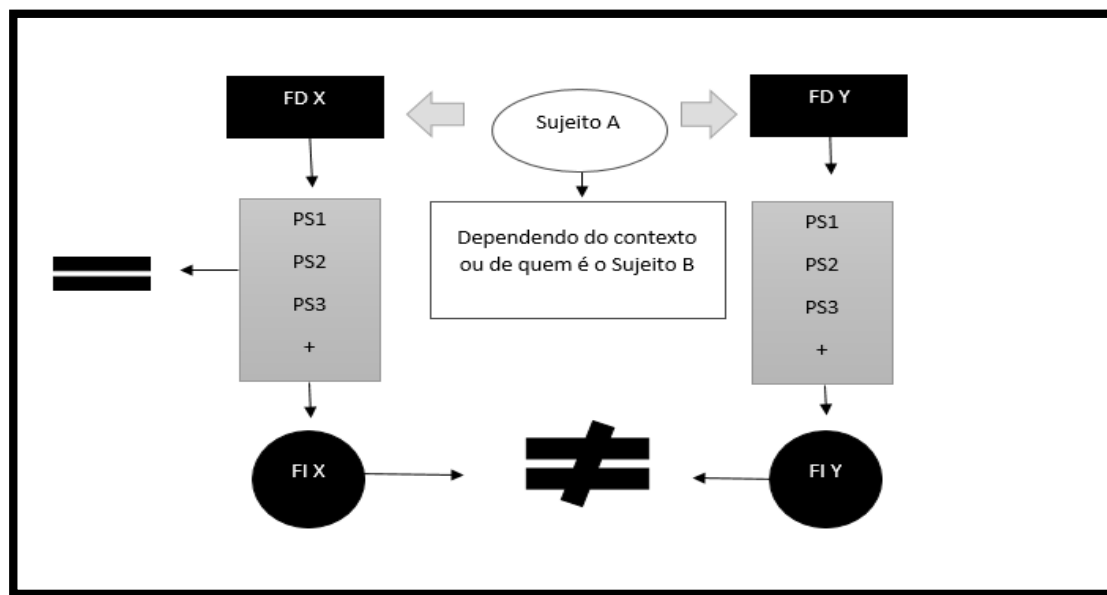 FD X
Sujeito A
FD Y
PS1
PS2
PS3
+
Dependendo do contexto
ou de quem é o Sujeito B
PS1
PS2
PS3
+
FI X
FI Y